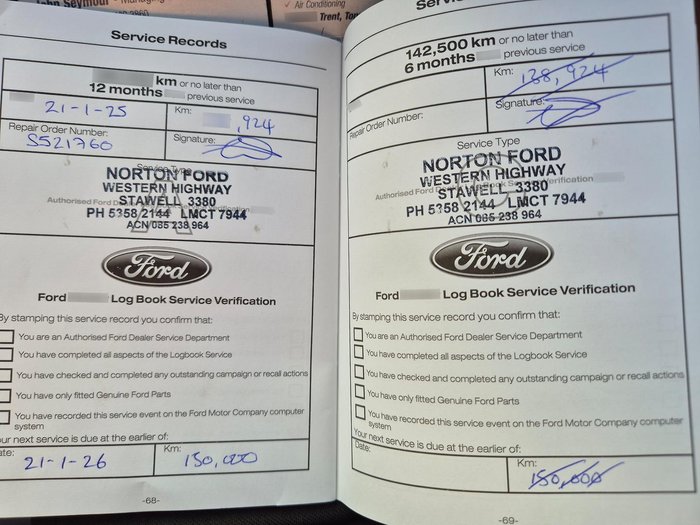 John Seymour - Managing
✓ Air Conditioning
Trent,
Service Records
km or no later than
12 months previous service
21-1-25
Km: ,924
Repair Order Number:
S521760
Signature:
Service Type
NORTON FORD
WESTERN HIGHWAY
STAWELL 3380
PH 5358 2144 LMCT 7944
ACN 085 238 964
Ford
Ford Log Book Service Verification
By stamping this service record you confirm that:
You are an Authorised Ford Dealer Service Department
You have completed all aspects of the Logbook Service
You have checked and completed any outstanding campaign or recall actions
You have only fitted Genuine Ford Parts
You have recorded this service event on the Ford Motor Company computer
system
Your next service is due at the earlier of:
Date:
21-1-26
Km:
150,000
-68-
142,500 km or no later than
6 months previous service
Km:
138,924
Repair Order Number:
Signature:
Service Type
NORTON FORD
WESTERN HIGHWAY
STAWELL 3380
PH 5358 2144 LMCT 7944
ACN 085 238 964
Ford
Ford Log Book Service Verification
By stamping this service record you confirm that:
You are an Authorised Ford Dealer Service Department
You have completed all aspects of the Logbook Service
You have checked and completed any outstanding campaign or recall actions
You have only fitted Genuine Ford Parts
You have recorded this service event on the Ford Motor Company computer
system
Your next service is due at the earlier of:
Date:
Km:
150,000
-69-